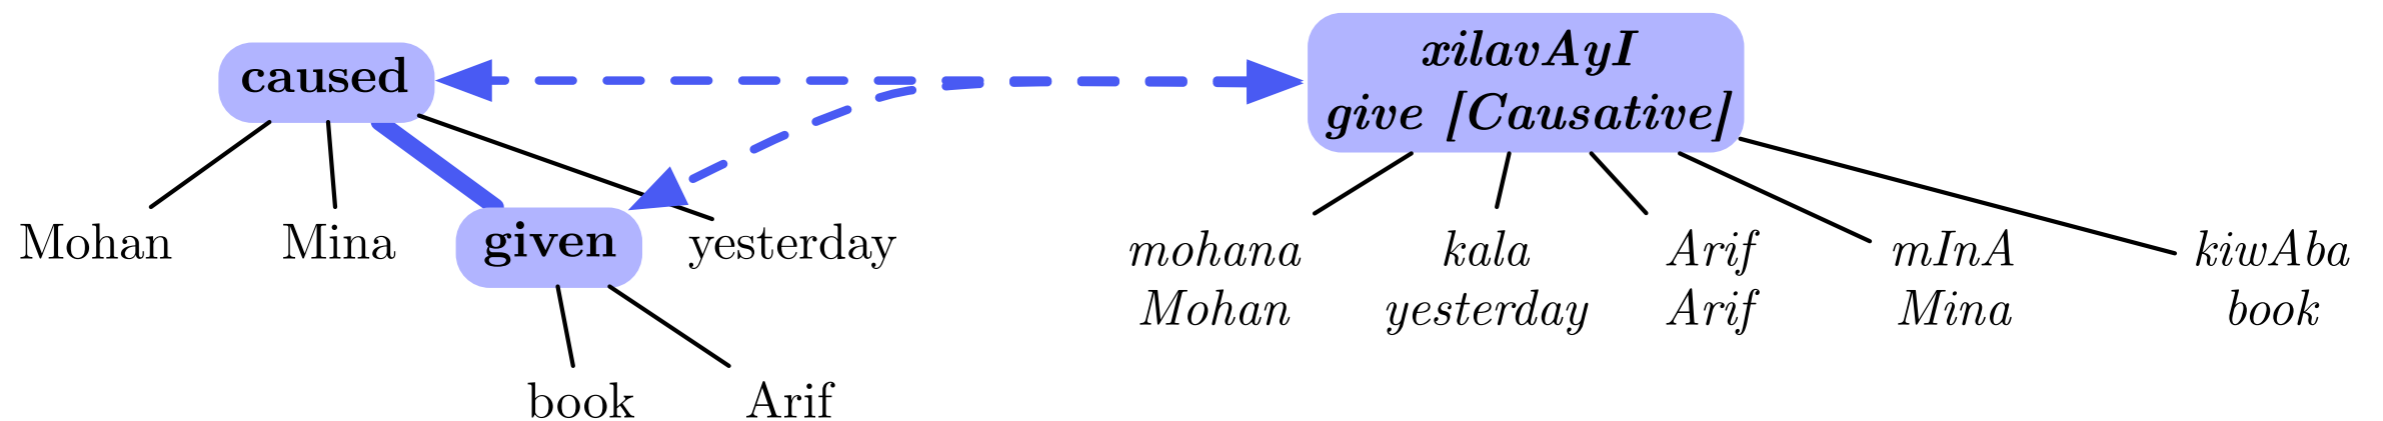 caused
Mohan
Mina
given
yesterday
book
Arif
xilavAyI
give [Causative]
mohana
Mohan
kala
yesterday
Arif
Arif
mInA
Mina
kiwAba
book